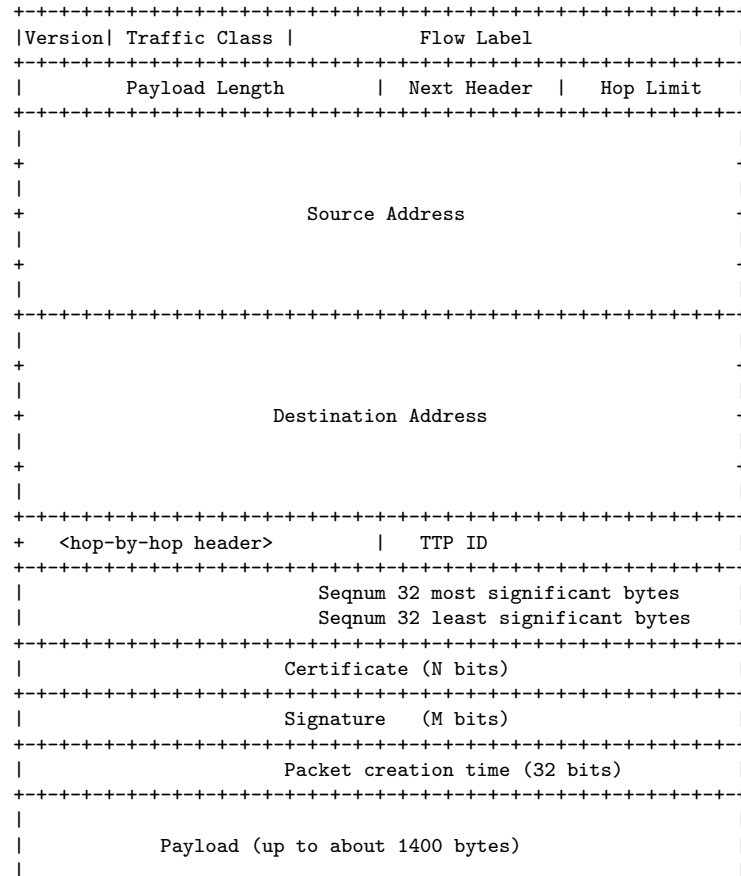 +-+-+-+-+-+-+-+-+-+-+-+-+-+-+-+-+-+-+-+-+-+-+-+-+-+-+-+-+-+-+-+-+-
|Version| Traffic Class | Flow Label |
+-+-+-+-+-+-+-+-+-+-+-+-+-+-+-+-+-+-+-+-+-+-+-+-+-+-+-+-+-+-+-+-+-
| Payload Length | Next Header | Hop Limit |
+-+-+-+-+-+-+-+-+-+-+-+-+-+-+-+-+-+-+-+-+-+-+-+-+-+-+-+-+-+-+-+-+-
| |
+ -
| |
+ Source Address -
| |
+ -
| |
+-+-+-+-+-+-+-+-+-+-+-+-+-+-+-+-+-+-+-+-+-+-+-+-+-+-+-+-+-+-+-+-+-
| |
+ -
| |
+ Destination Address -
| |
+ -
| |
+-+-+-+-+-+-+-+-+-+-+-+-+-+-+-+-+-+-+-+-+-+-+-+-+-+-+-+-+-+-+-+-+-
+ <hop-by-hop header> | TTP ID |
+-+-+-+-+-+-+-+-+-+-+-+-+-+-+-+-+-+-+-+-+-+-+-+-+-+-+-+-+-+-+-+-+-
| Seqnum 32 most significant bytes |
| Seqnum 32 least significant bytes |
+-+-+-+-+-+-+-+-+-+-+-+-+-+-+-+-+-+-+-+-+-+-+-+-+-+-+-+-+-+-+-+-+-
| Certificate (N bits) |
+-+-+-+-+-+-+-+-+-+-+-+-+-+-+-+-+-+-+-+-+-+-+-+-+-+-+-+-+-+-+-+-+-
| Signature (M bits) |
+-+-+-+-+-+-+-+-+-+-+-+-+-+-+-+-+-+-+-+-+-+-+-+-+-+-+-+-+-+-+-+-+-
| Packet creation time (32 bits) |
+-+-+-+-+-+-+-+-+-+-+-+-+-+-+-+-+-+-+-+-+-+-+-+-+-+-+-+-+-+-+-+-+-
| |
| Payload (up to about 1400 bytes) |
| |